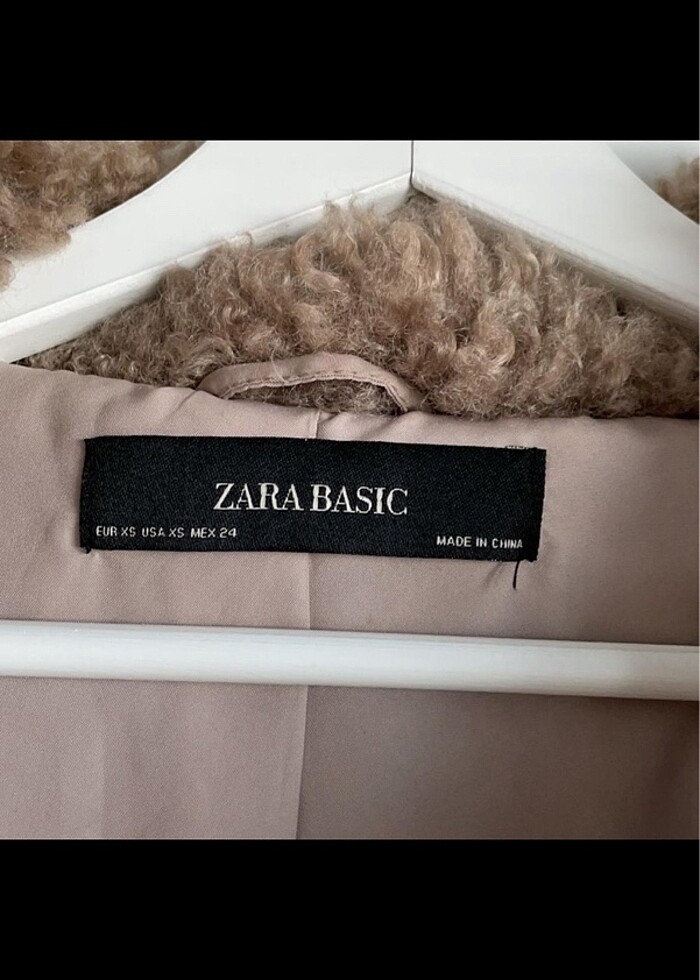 ZARA BASIC
EUR XS USA XS MEX 24
MADE IN CHINA